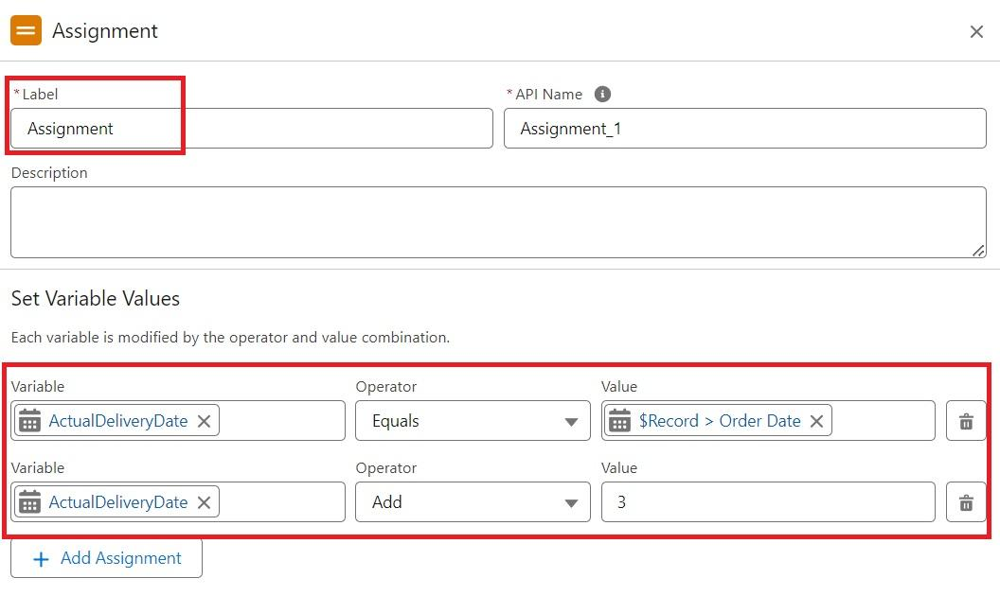 Assignment
* Label
* API Name
Assignment
Assignment_1
Description
Set Variable Values
Each variable is modified by the operator and value combination.
Variable Operator Value
ActualDeliveryDate Equals $Record > Order Date
Variable Operator Value
ActualDeliveryDate Add 3
+ Add Assignment